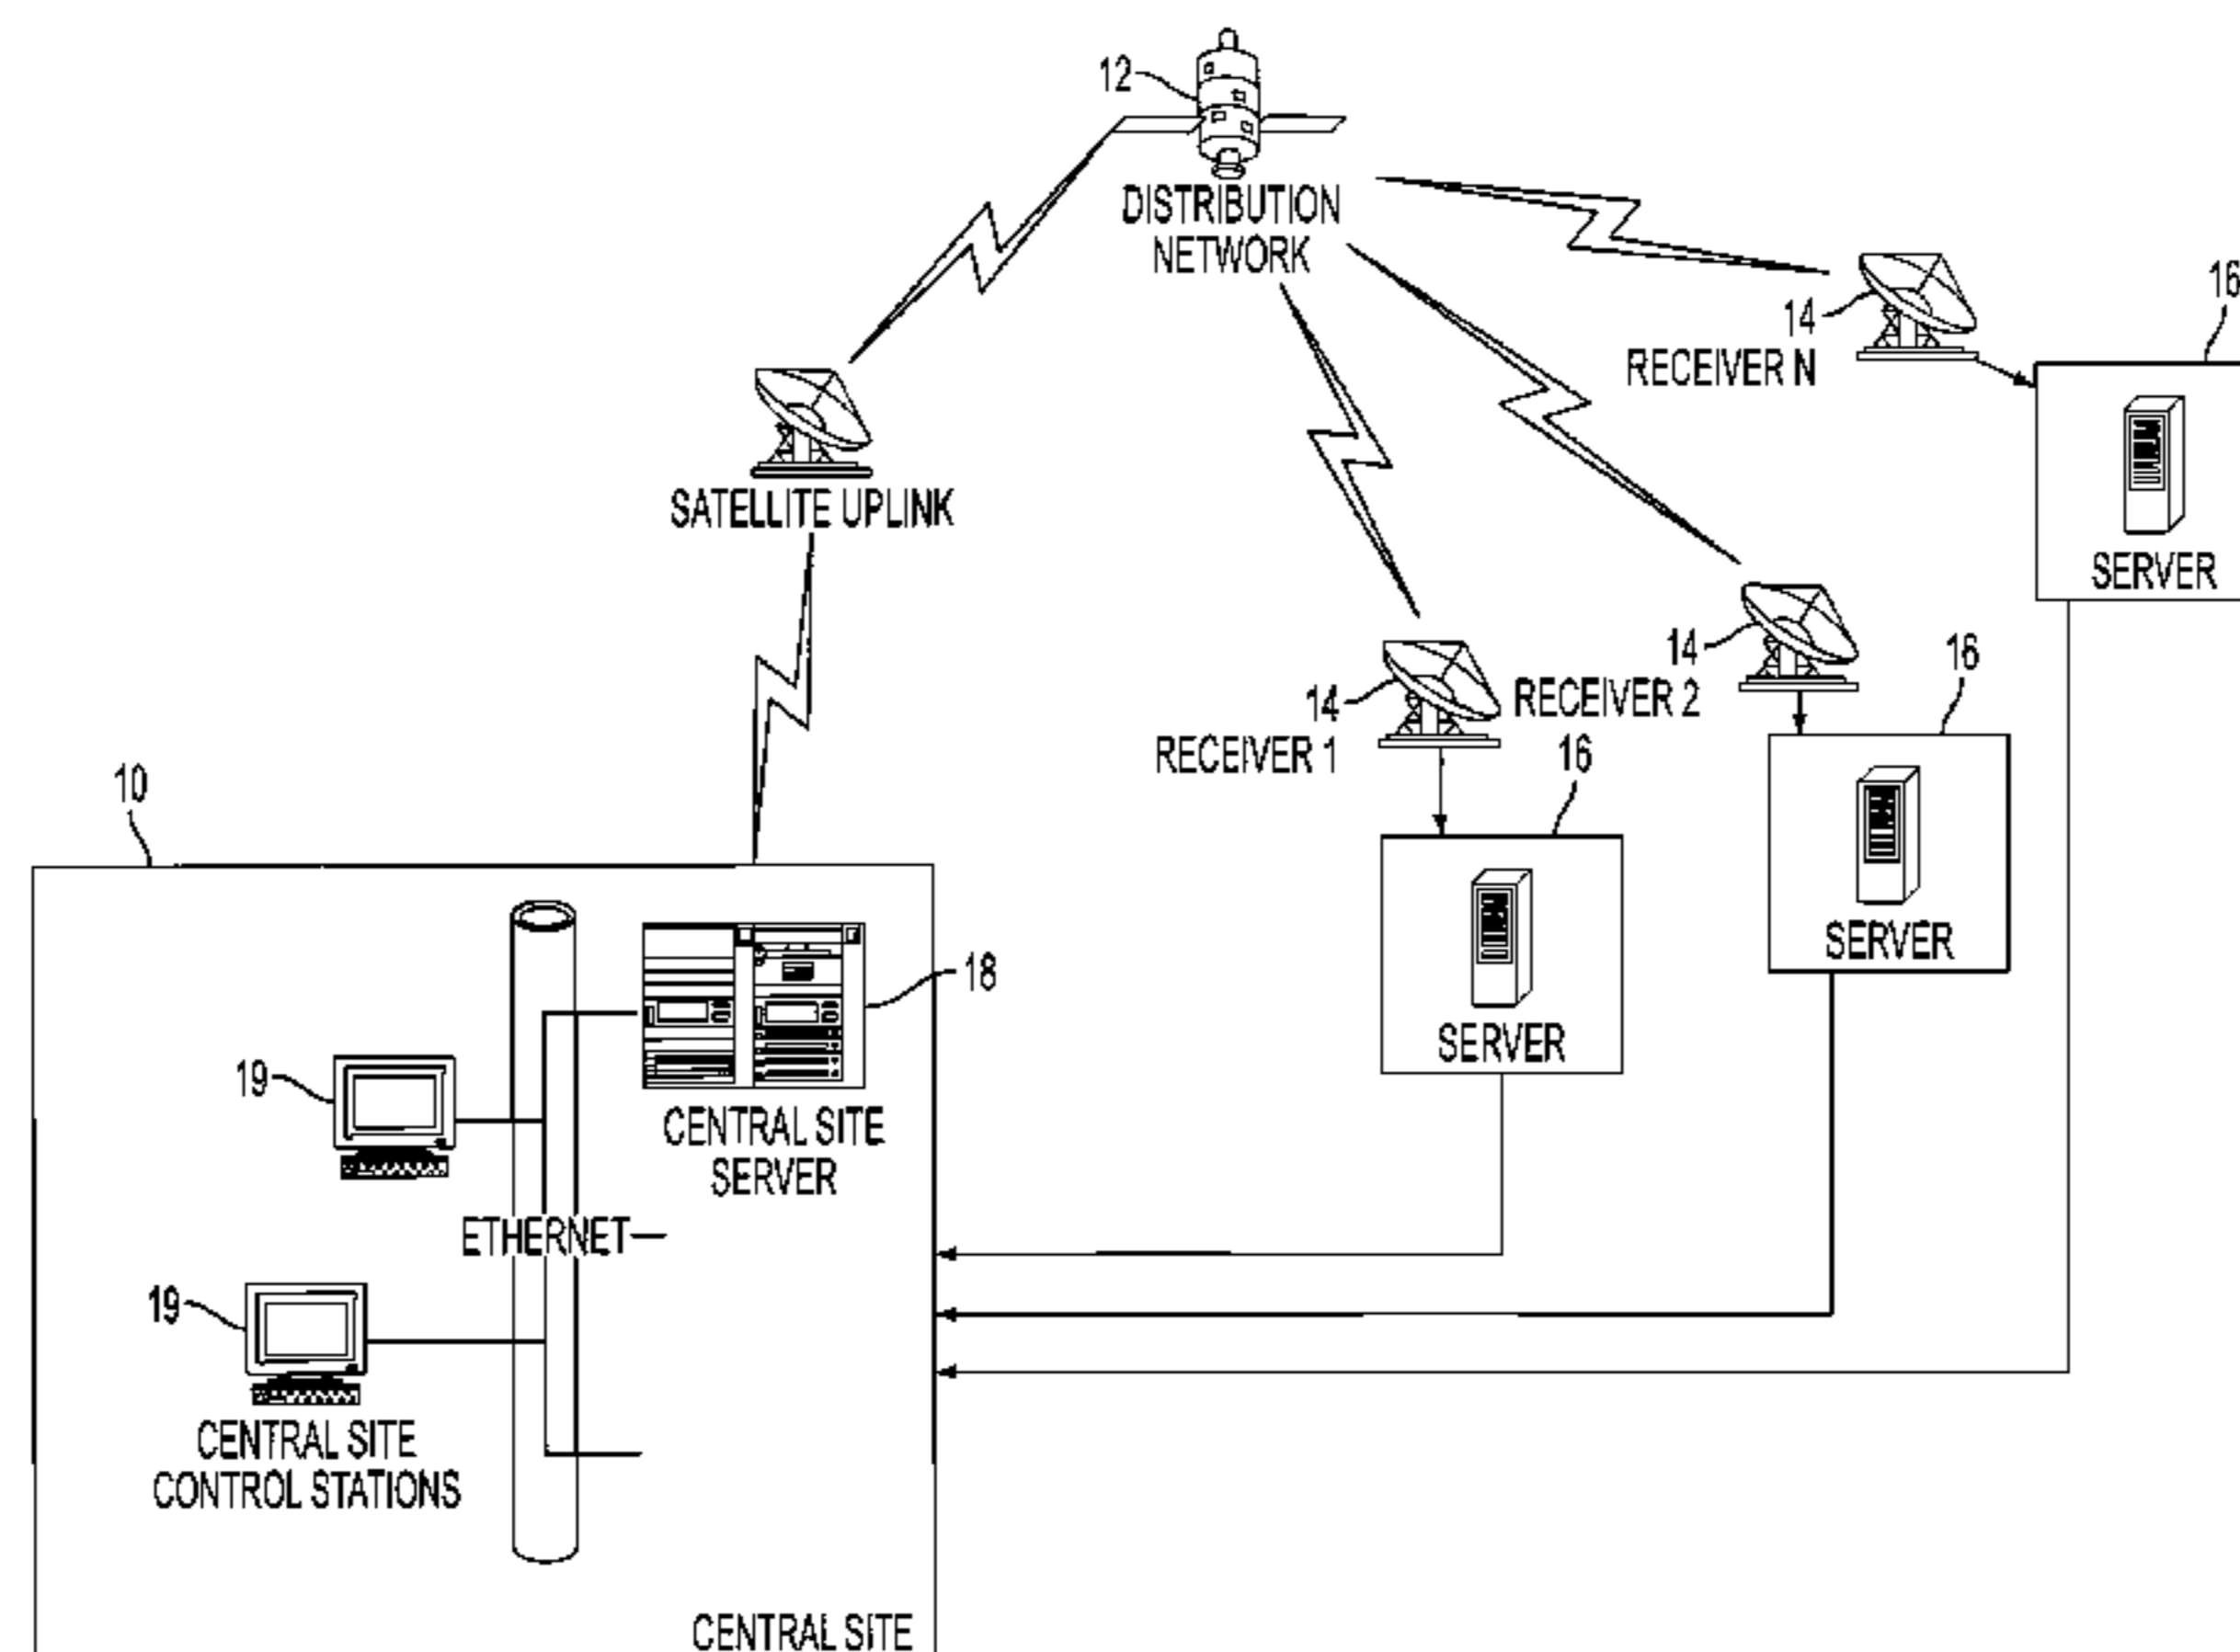 12
DISTRIBUTION
NETWORK
14
RECEIVER N
16
SERVER
SATELLITE UPLINK
14
RECEIVER 2
16
14
RECEIVER 1
16
SERVER
SERVER
10
18
CENTRAL SITE
SERVER
19
ETHERNET
19
CENTRAL SITE
CONTROL STATIONS
CENTRAL SITE